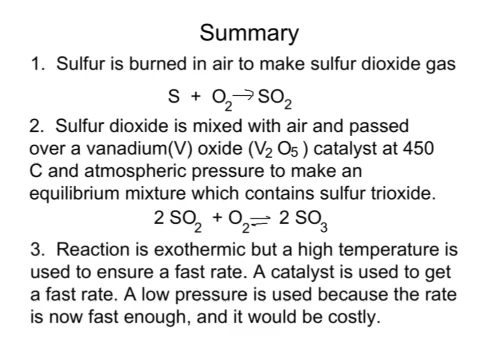 Summary
1. Sulfur is burned in air to make sulfur dioxide gas
S + O₂ → SO₂
2. Sulfur dioxide is mixed with air and passed
over a vanadium(V) oxide (V₂ O₅ ) catalyst at 450
C and atmospheric pressure to make an
equilibrium mixture which contains sulfur trioxide.
2 SO₂ + O₂ ⇌ 2 SO₃
3. Reaction is exothermic but a high temperature is
used to ensure a fast rate. A catalyst is used to get
a fast rate. A low pressure is used because the rate
is now fast enough, and it would be costly.